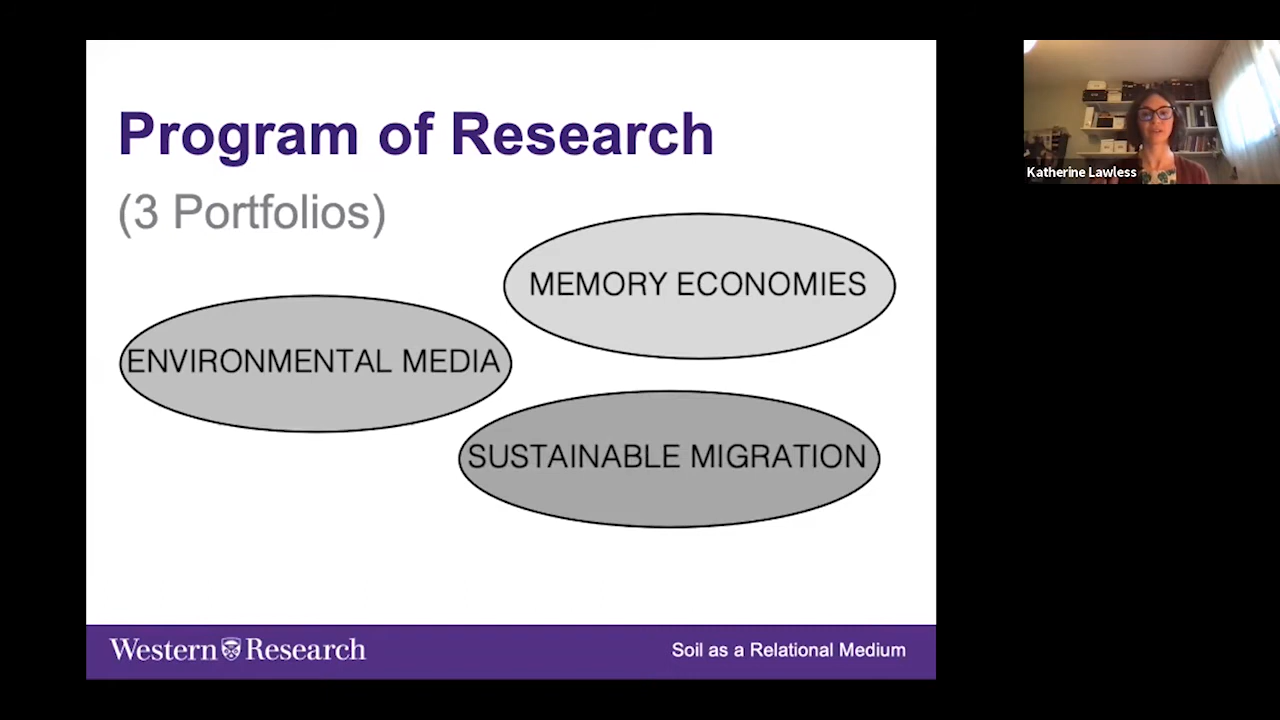 Program of Research
(3 Portfolios)
MEMORY ECONOMIES
ENVIRONMENTAL MEDIA
SUSTAINABLE MIGRATION
Western Research
Soil as a Relational Medium
Katherine Lawless